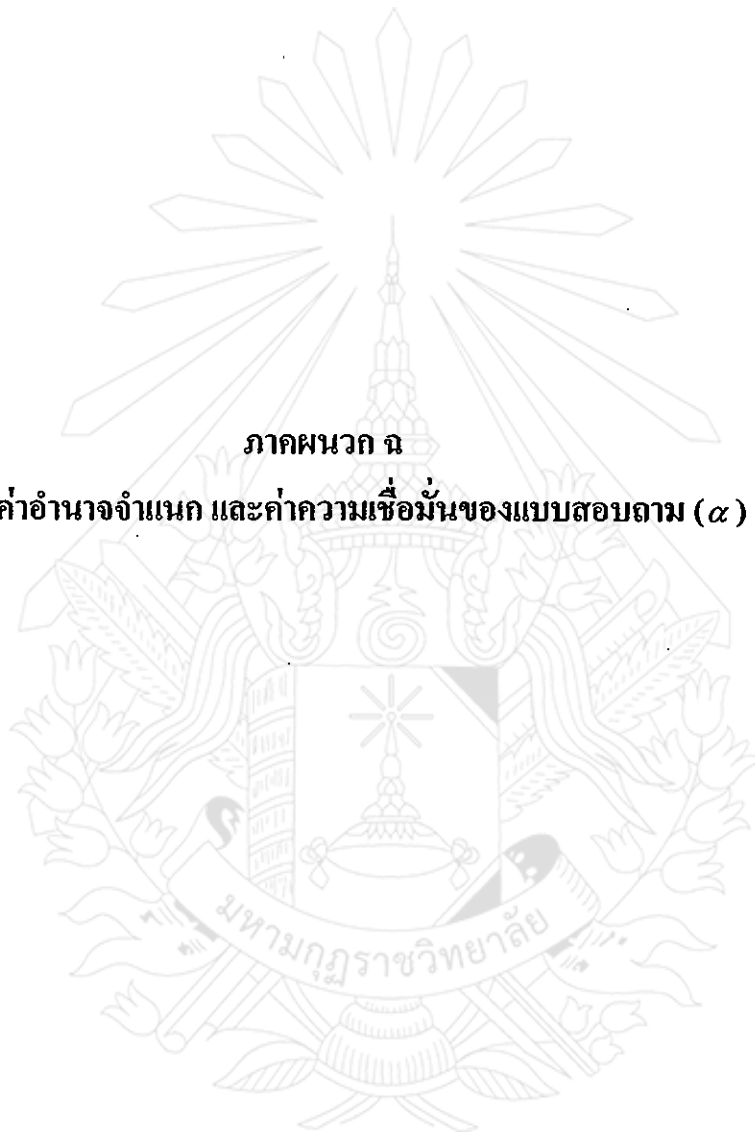 ภาคผนวก ฉ
ค่าอำนาจจำแนก และค่าความเชื่อมั่นของแบบสอบถาม (α)
มหามกุฏราชวิทยาลัย